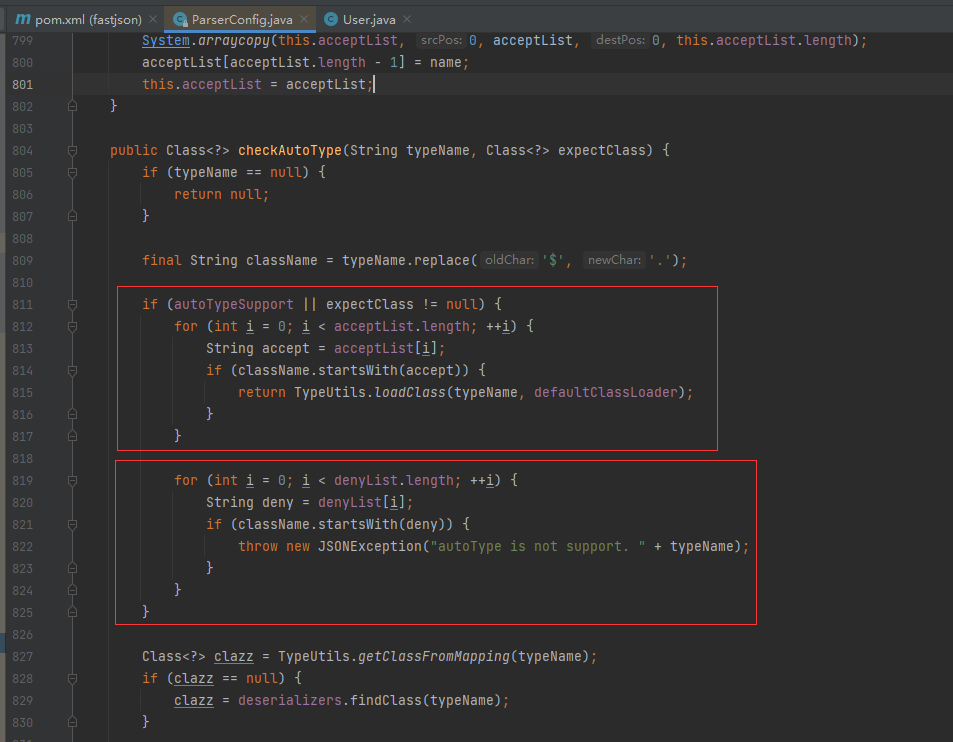 pom.xml (fastjson) × ParserConfig.java × User.java ×
799 System.arraycopy(this.acceptList, srcPos: 0, acceptList, destPos: 0, this.acceptList.length);
800 acceptList[acceptList.length - 1] = name;
801 this.acceptList = acceptList;
802 }
803
804 public Class<?> checkAutoType(String typeName, Class<?> expectClass) {
805 if (typeName == null) {
806 return null;
807 }
808
809 final String className = typeName.replace( oldChar: '$', newChar: '.');
810
811 if (autoTypeSupport || expectClass != null) {
812 for (int i = 0; i < acceptList.length; ++i) {
813 String accept = acceptList[i];
814 if (className.startsWith(accept)) {
815 return TypeUtils.loadClass(typeName, defaultClassLoader);
816 }
817 }
818
819 for (int i = 0; i < denyList.length; ++i) {
820 String deny = denyList[i];
821 if (className.startsWith(deny)) {
822 throw new JSONException("autoType is not support. " + typeName);
823 }
824 }
825 }
826
827 Class<?> clazz = TypeUtils.getClassFromMapping(typeName);
828 if (clazz == null) {
829 clazz = deserializers.findClass(typeName);
830 }